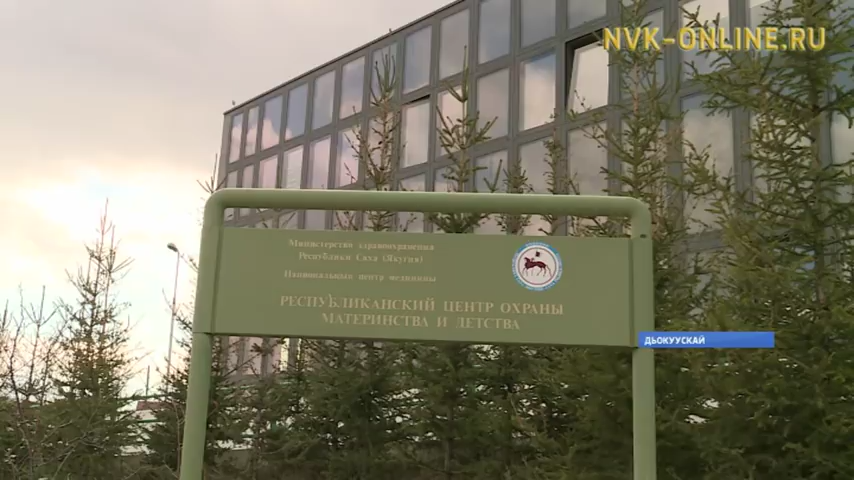 NVK-ONLINE.RU
Министерство здравоохранения
Республики Саха (Якутия)
Национальный центр медицины
РЕСПУБЛИКАНСКИЙ ЦЕНТР ОХРАНЫ
МАТЕРИНСТВА И ДЕТСТВА
ДЬОКУУСКАЙ